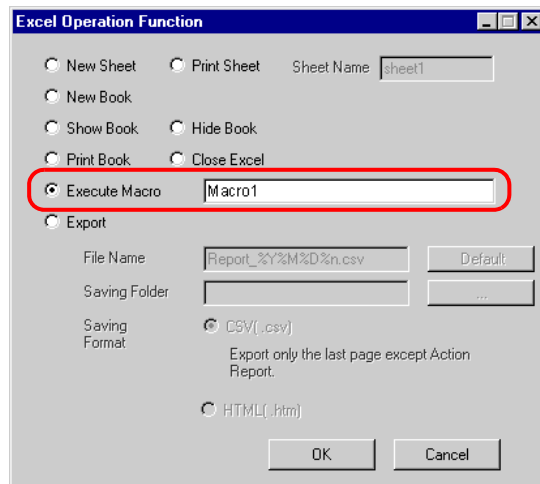 Excel Operation Function
New Sheet Print Sheet Sheet Name sheet1
New Book
Show Book Hide Book
Print Book Close Excel
Execute Macro Macro1
Export
File Name Report_%Y%M%D%n.csv Default
Saving Folder ...
Saving CSV( .csv)
Format
Export only the last page except Action
Report.
HTML( .htm)
OK Cancel